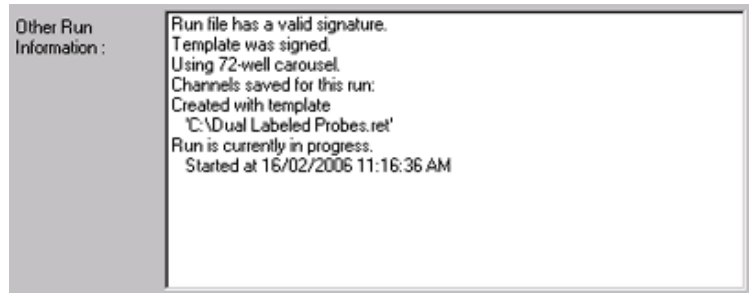 Other Run
Information :
Run file has a valid signature.
Template was signed.
Using 72-well carousel.
Channels saved for this run:
Created with template
'C:\Dual Labeled Probes.ret'
Run is currently in progress.
Started at 16/02/2006 11:16:36 AM